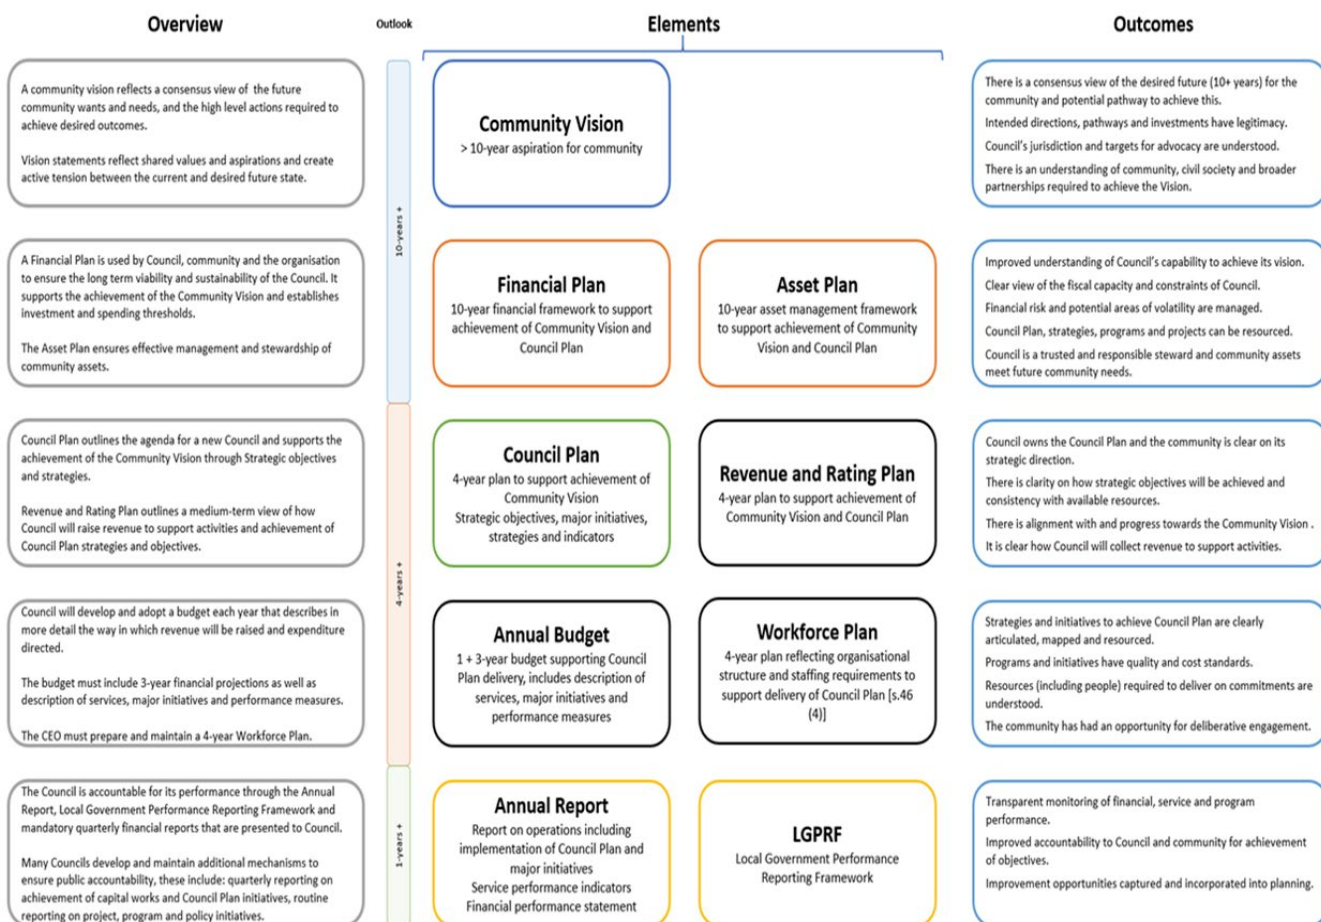 Overview
Outlook
Elements
Outcomes
A community vision reflects a consensus view of the future
community wants and needs, and the high level actions required to
achieve desired outcomes.
Vision statements reflect shared values and aspirations and create
active tension between the current and desired future state.
10-years +
Community Vision
> 10-year aspiration for community
There is a consensus view of the desired future (10+ years) for the
community and potential pathway to achieve this.
Intended directions, pathways and investments have legitimacy.
Council's jurisdiction and targets for advocacy are understood.
There is an understanding of community, civil society and broader
partnerships required to achieve the Vision.
A Financial Plan is used by Council, community and the organisation
to ensure the long term viability and sustainability of the Council. It
supports the achievement of the Community Vision and establishes
investment and spending thresholds.
The Asset Plan ensures effective management and stewardship of
community assets.
Financial Plan
10-year financial framework to support
achievement of Community Vision and
Council Plan
Asset Plan
10-year asset management framework
to support achievement of Community
Vision and Council Plan
Improved understanding of Council's capability to achieve its vision.
Clear view of the fiscal capacity and constraints of Council.
Financial risk and potential areas of volatility are managed.
Council Plan, strategies, programs and projects can be resourced.
Council is a trusted and responsible steward and community assets
meet future community needs.
Council Plan outlines the agenda for a new Council and supports the
achievement of the Community Vision through Strategic objectives
and strategies.
Revenue and Rating Plan outlines a medium-term view of how
Council will raise revenue to support activities and achievement of
Council Plan strategies and objectives.
4-years +
Council Plan
4-year plan to support achievement of
Community Vision
Strategic objectives, major initiatives,
strategies and indicators
Revenue and Rating Plan
4-year plan to support achievement of
Community Vision and Council Plan
Council owns the Council Plan and the community is clear on its
strategic direction.
There is clarity on how strategic objectives will be achieved and
consistency with available resources.
There is alignment with and progress towards the Community Vision .
It is clear how Council will collect revenue to support activities.
Council will develop and adopt a budget each year that describes in
more detail the way in which revenue will be raised and expenditure
directed.
The budget must include 3-year financial projections as well as
description of services, major initiatives and performance measures.
The CEO must prepare and maintain a 4-year Workforce Plan.
Annual Budget
1 + 3-year budget supporting Council
Plan delivery, includes description of
services, major initiatives and
performance measures
Workforce Plan
4-year plan reflecting organisational
structure and staffing requirements to
support delivery of Council Plan [s.46
(4)]
Strategies and initiatives to achieve Council Plan are clearly
articulated, mapped and resourced.
Programs and initiatives have quality and cost standards.
Resources (including people) required to deliver on commitments are
understood.
The community has had an opportunity for deliberative engagement.
The Council is accountable for its performance through the Annual
Report, Local Government Performance Reporting Framework and
mandatory quarterly financial reports that are presented to Council.
Many Councils develop and maintain additional mechanisms to
ensure public accountability, these include: quarterly reporting on
achievement of capital works and Council Plan initiatives, routine
reporting on project, program and policy initiatives.
1-years +
Annual Report
Report on operations including
implementation of Council Plan and
major initiatives
Service performance indicators
Financial performance statement
LGPRF
Local Government Performance
Reporting Framework
Transparent monitoring of financial, service and program
performance.
Improved accountability to Council and community for achievement
of objectives.
Improvement opportunities captured and incorporated into planning.